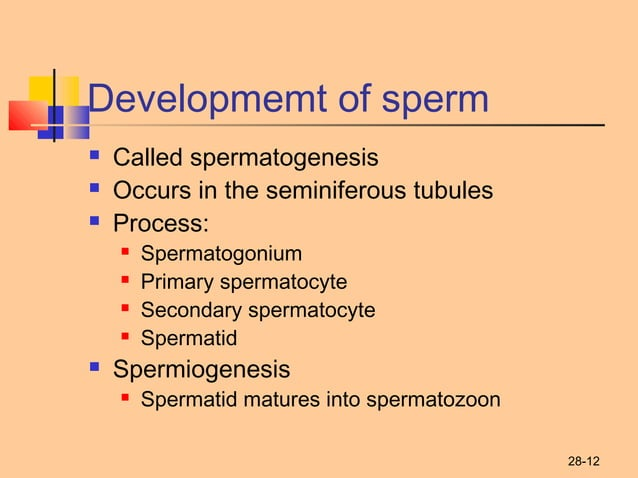 Developmemt of sperm
Called spermatogenesis
Occurs in the seminiferous tubules
Process:
Spermatogonium
Primary spermatocyte
Secondary spermatocyte
Spermatid
Spermiogenesis
Spermatid matures into spermatozoon
28-12